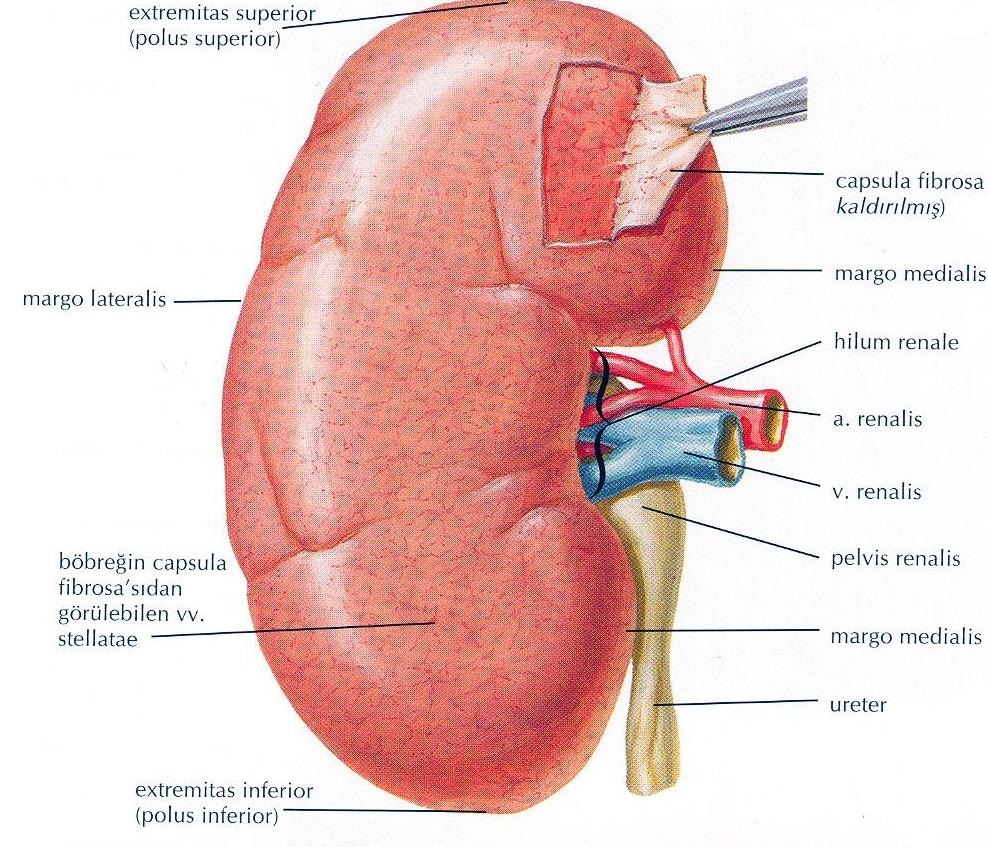 extremitas superior
(polus superior)
capsula fibrosa
kaldırılmış)
margo medialis
margo lateralis
hilum renale
a. renalis
v. renalis
pelvis renalis
böbreğin capsula
fibrosa'sıdan
görülebilen vv.
stellatae
margo medialis
ureter
extremitas inferior
(polus inferior)